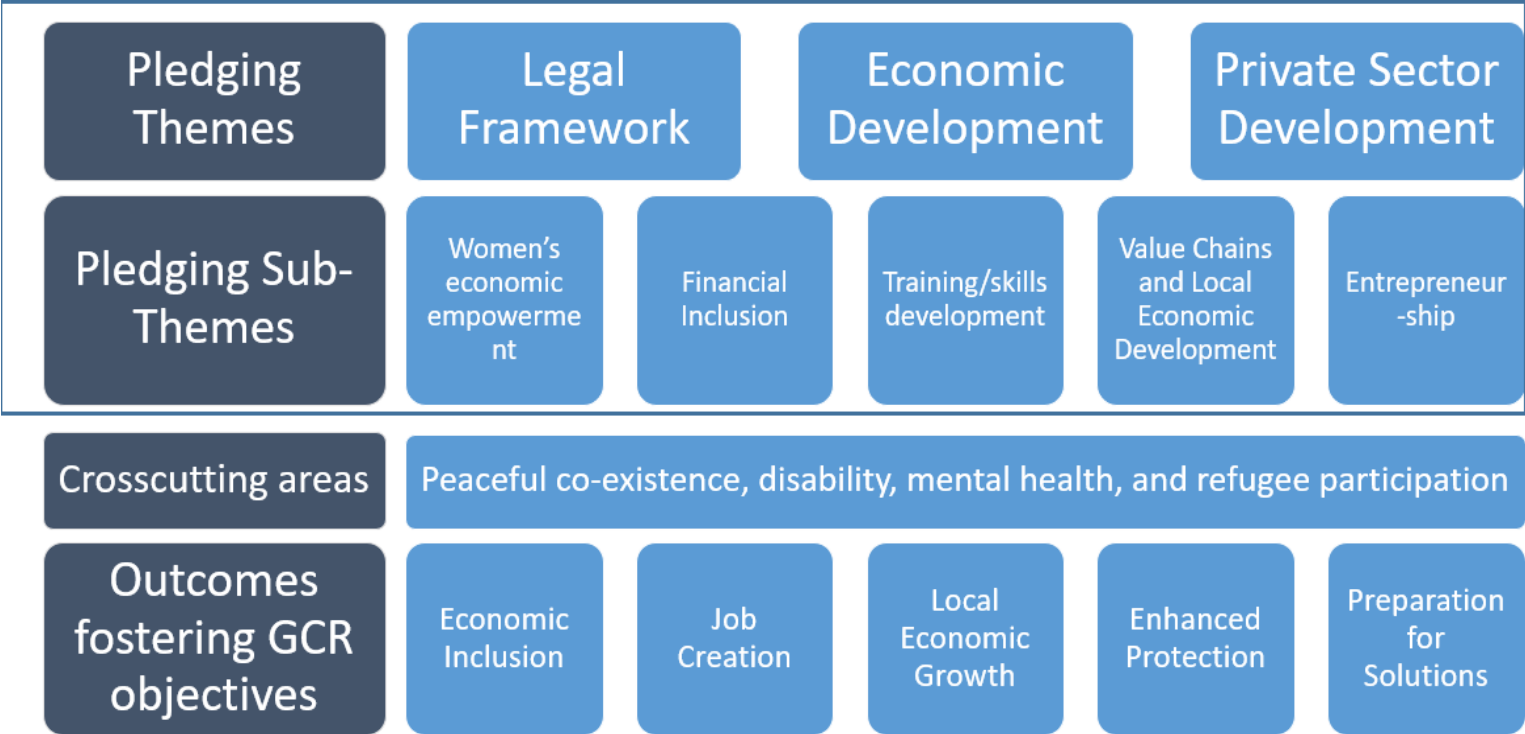 Pledging
Themes
Legal
Framework
Economic
Development
Private Sector
Development
Pledging Sub-
Themes
Women’s
economic
empowerme
nt
Financial
Inclusion
Training/skills
development
Value Chains
and Local
Economic
Development
Entrepreneur
-ship
Crosscutting areas
Peaceful co-existence, disability, mental health, and refugee participation
Outcomes
fostering GCR
objectives
Economic
Inclusion
Job
Creation
Local
Economic
Growth
Enhanced
Protection
Preparation
for
Solutions